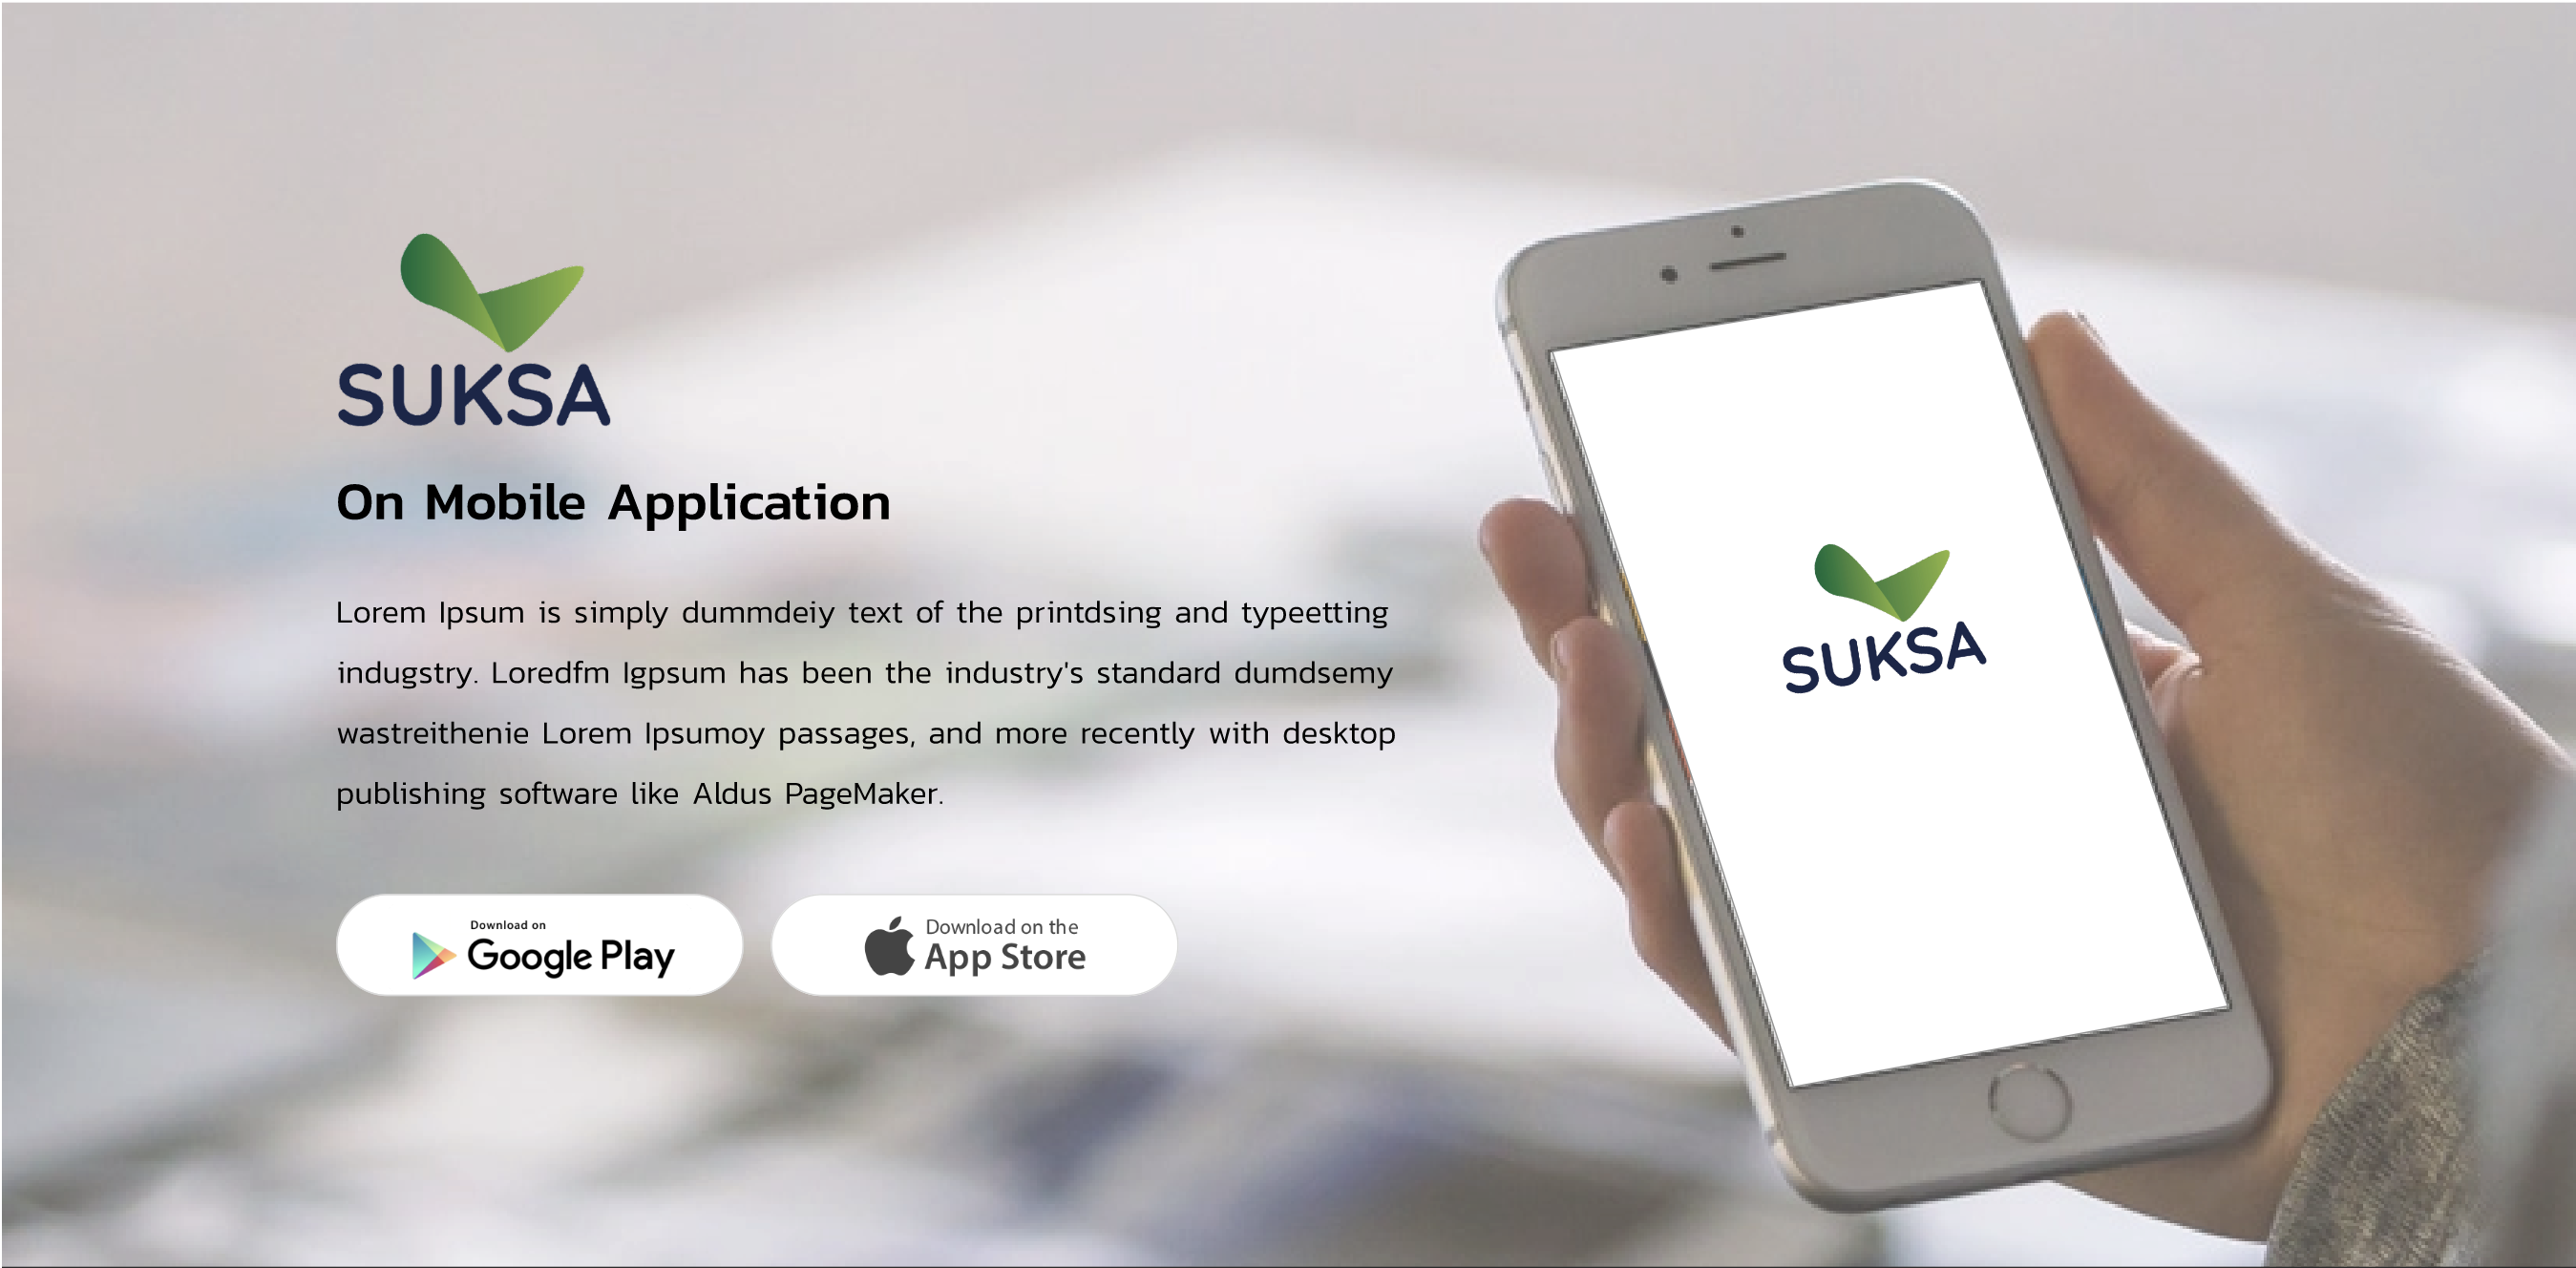 SUKSA
On Mobile Application
Lorem Ipsum is simply dummdeiy text of the printdsing and typeetting
indugstry. Loredfm Igpsum has been the industry's standard dumdsemy
wastreithenie Lorem Ipsumoy passages, and more recently with desktop
publishing software like Aldus PageMaker.
Download on
Google Play
Download on the
App Store
SUKSA